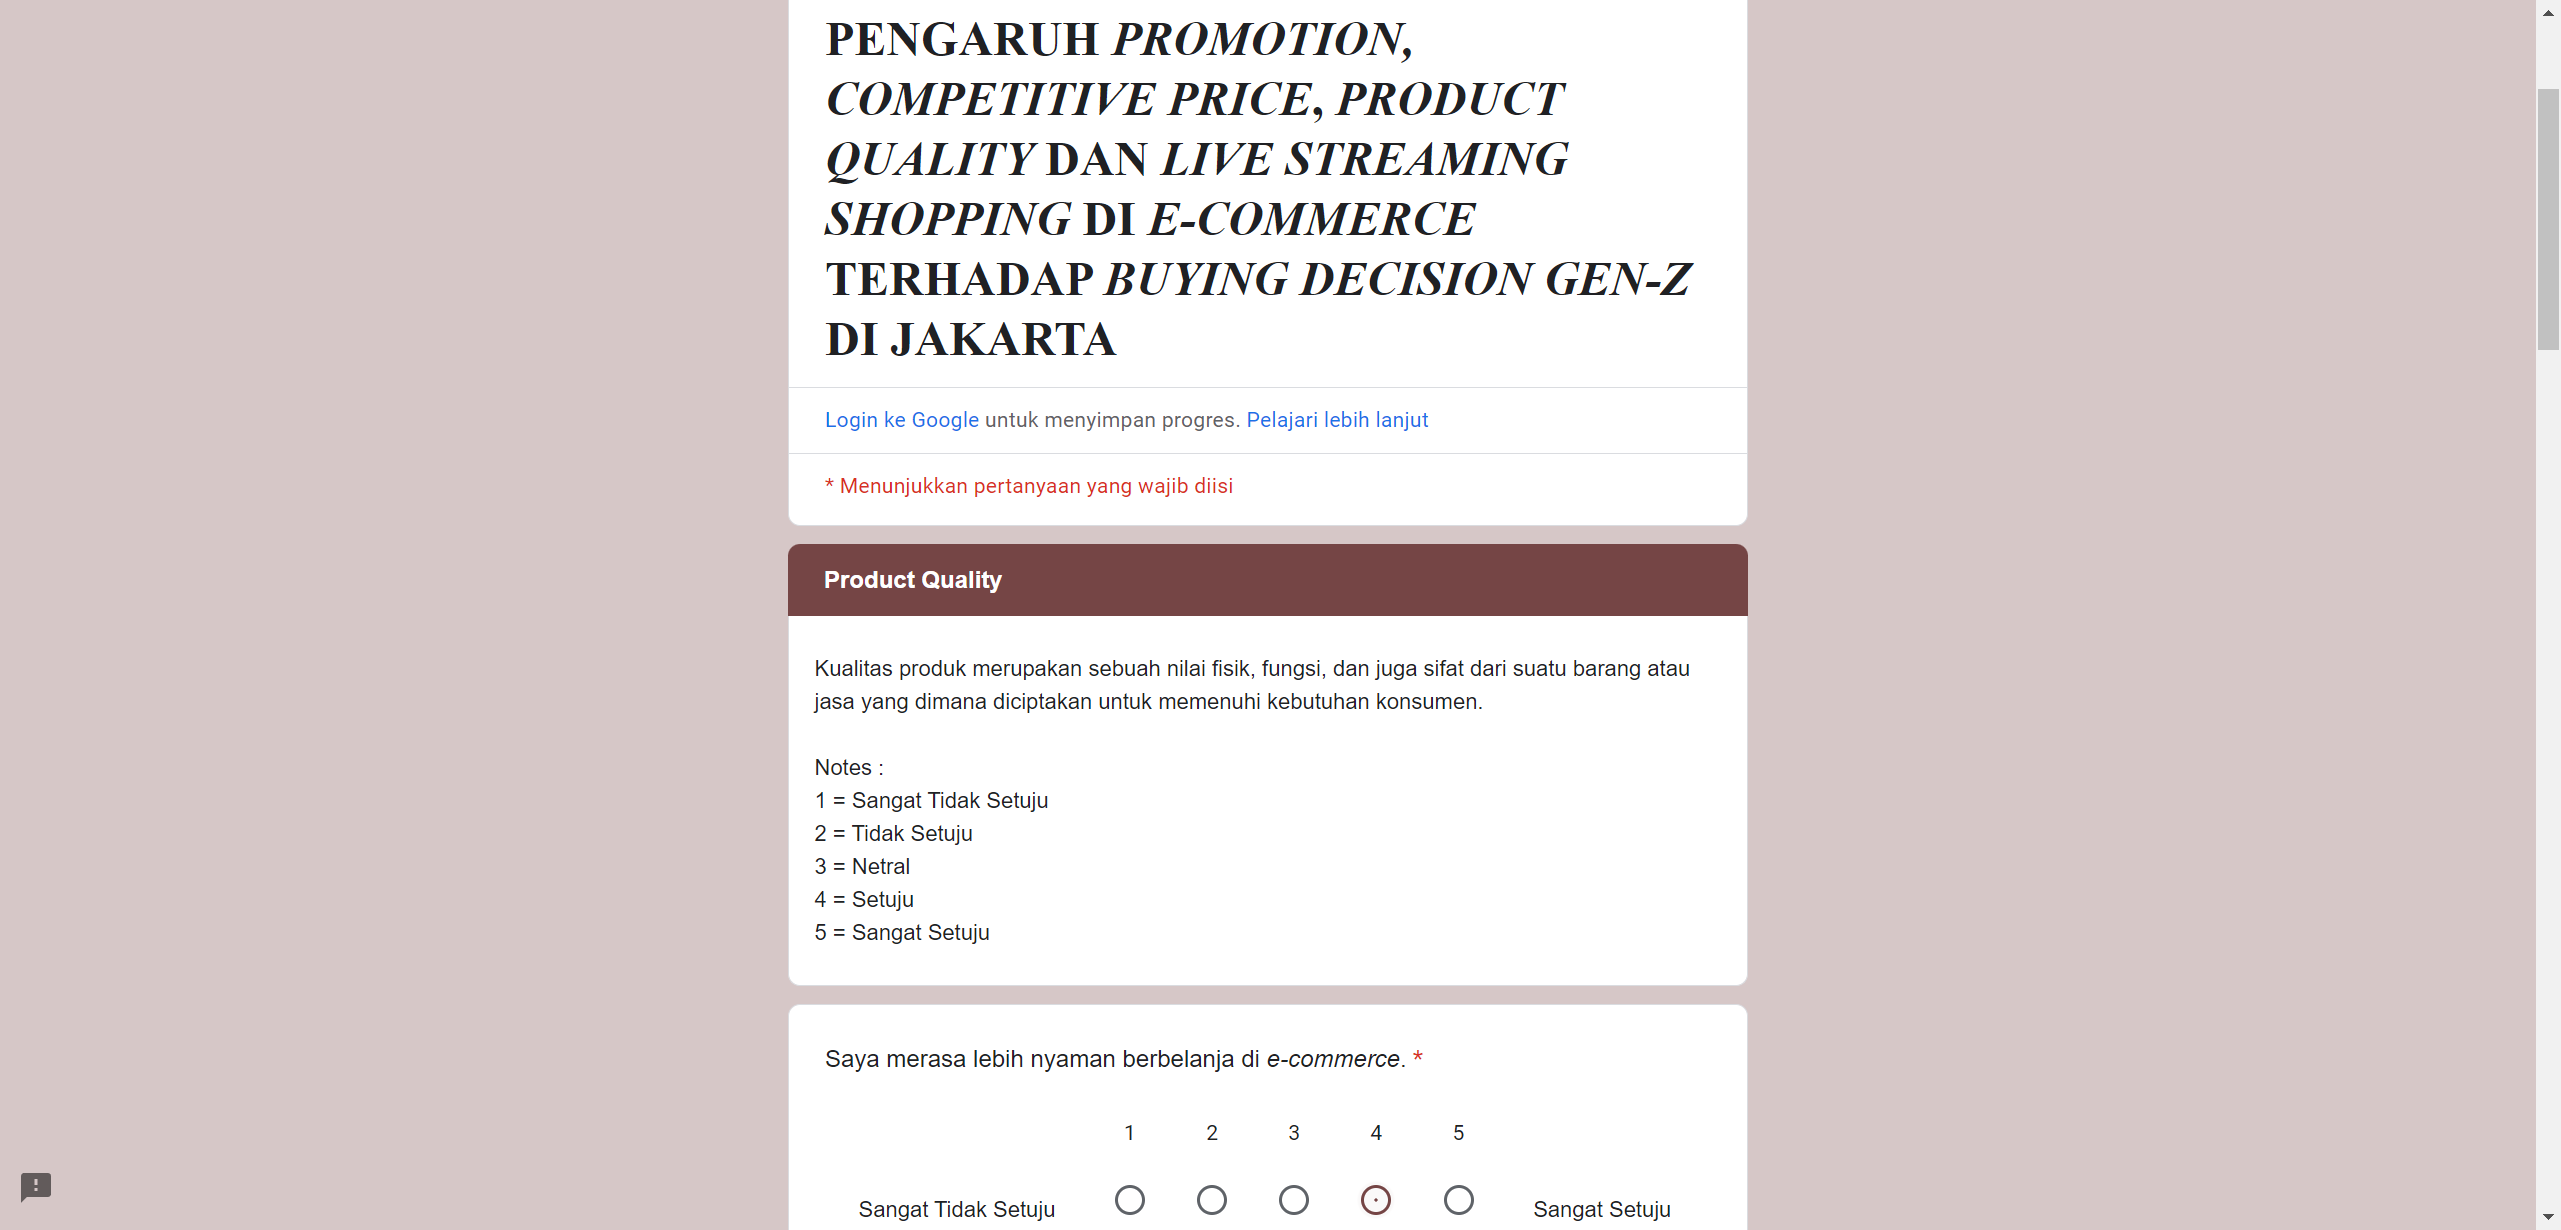 PENGARUH PROMOTION,
COMPETITIVE PRICE, PRODUCT
QUALITY DAN LIVE STREAMING
SHOPPING DI E-COMMERCE
TERHADAP BUYING DECISION GEN-Z
DI JAKARTA
Login ke Google untuk menyimpan progres. Pelajari lebih lanjut
* Menunjukkan pertanyaan yang wajib diisi
Product Quality
Kualitas produk merupakan sebuah nilai fisik, fungsi, dan juga sifat dari suatu barang atau
jasa yang dimana diciptakan untuk memenuhi kebutuhan konsumen.
Notes :
1 = Sangat Tidak Setuju
2 = Tidak Setuju
3 = Netral
4 = Setuju
5 = Sangat Setuju
Saya merasa lebih nyaman berbelanja di e-commerce. *
1 2 3 4 5
Sangat Tidak Setuju Sangat Setuju